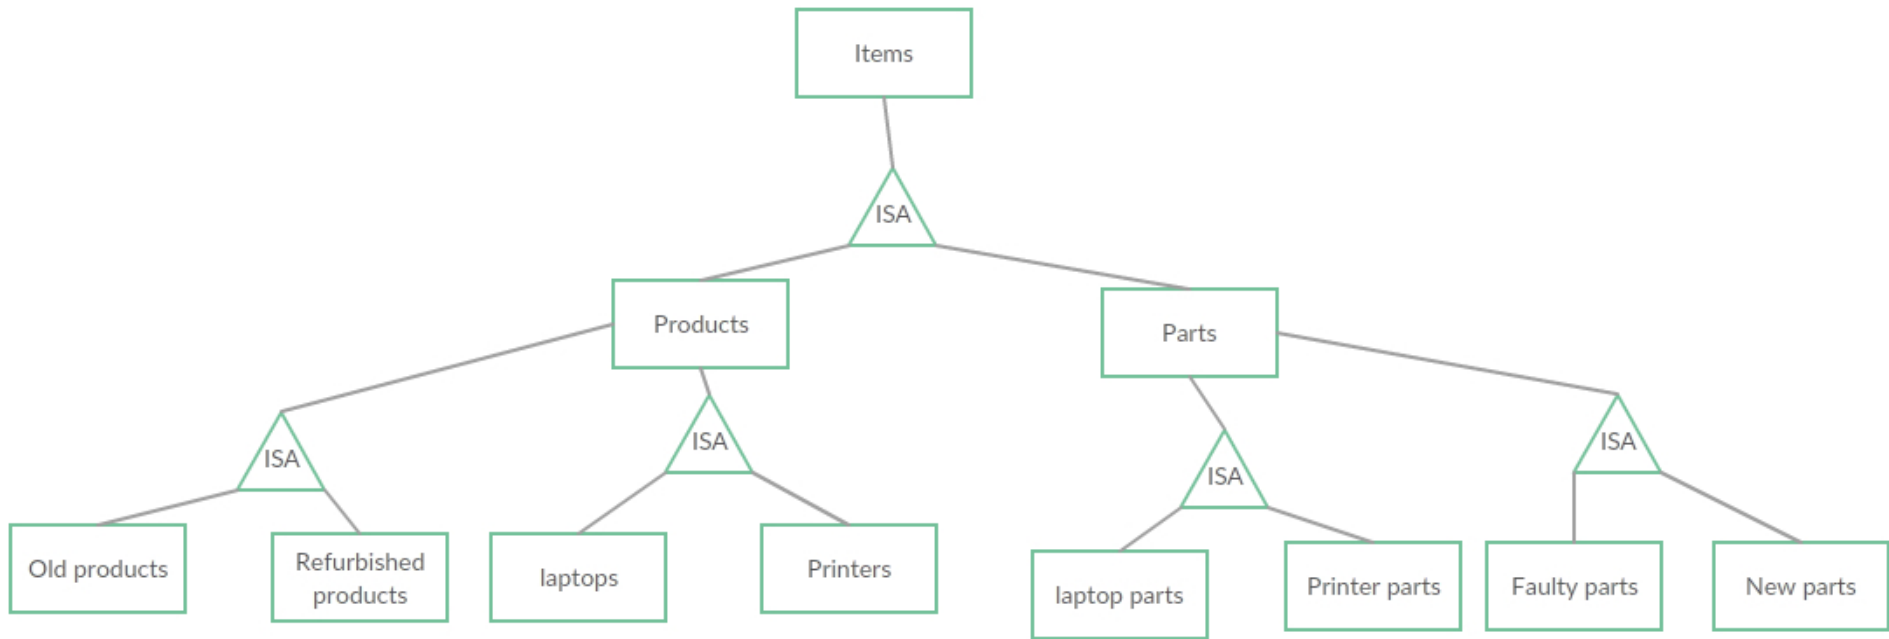 Items
ISA
Products
Parts
ISA
ISA
ISA
ISA
Old products
Refurbished
products
laptops
Printers
laptop parts
Printer parts
Faulty parts
New parts